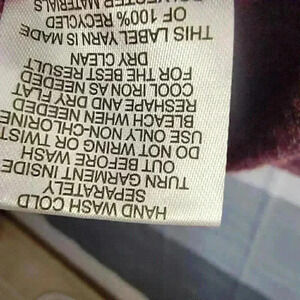 HAND WASH COLD
SEPARATELY
TURN GARMENT INSIDE
OUT BEFORE WASH
DO NOT WRING OR TWIST
USE ONLY NON-CHLORINE
BLEACH WHEN NEEDED
RESHAPE AND DRY FLAT
COOL IRON AS NEEDED
FOR THE BEST RESULT
DRY CLEAN
THIS LABEL YARN IS MADE
OF 100% RECYCLED
POLYESTER MATERIALS